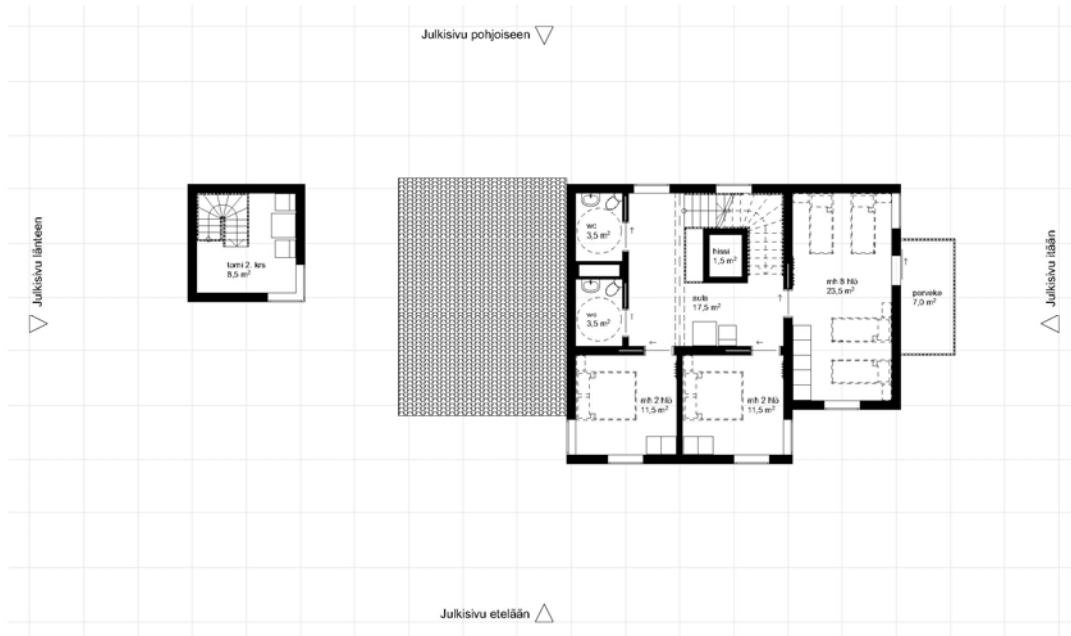 Julkisivu pohjoiseen
Julkisivu länteen
Julkisivu itään
wc
3,5 m²
hissi
1,5 m²
torni 2. krs
8,5 m²
mh 8 hlö
23,5 m²
parveke
7,0 m²
aula
17,5 m²
wc
3,5 m²
mh 2 hlö
11,5 m²
mh 2 hlö
11,5 m²
Julkisivu etelään